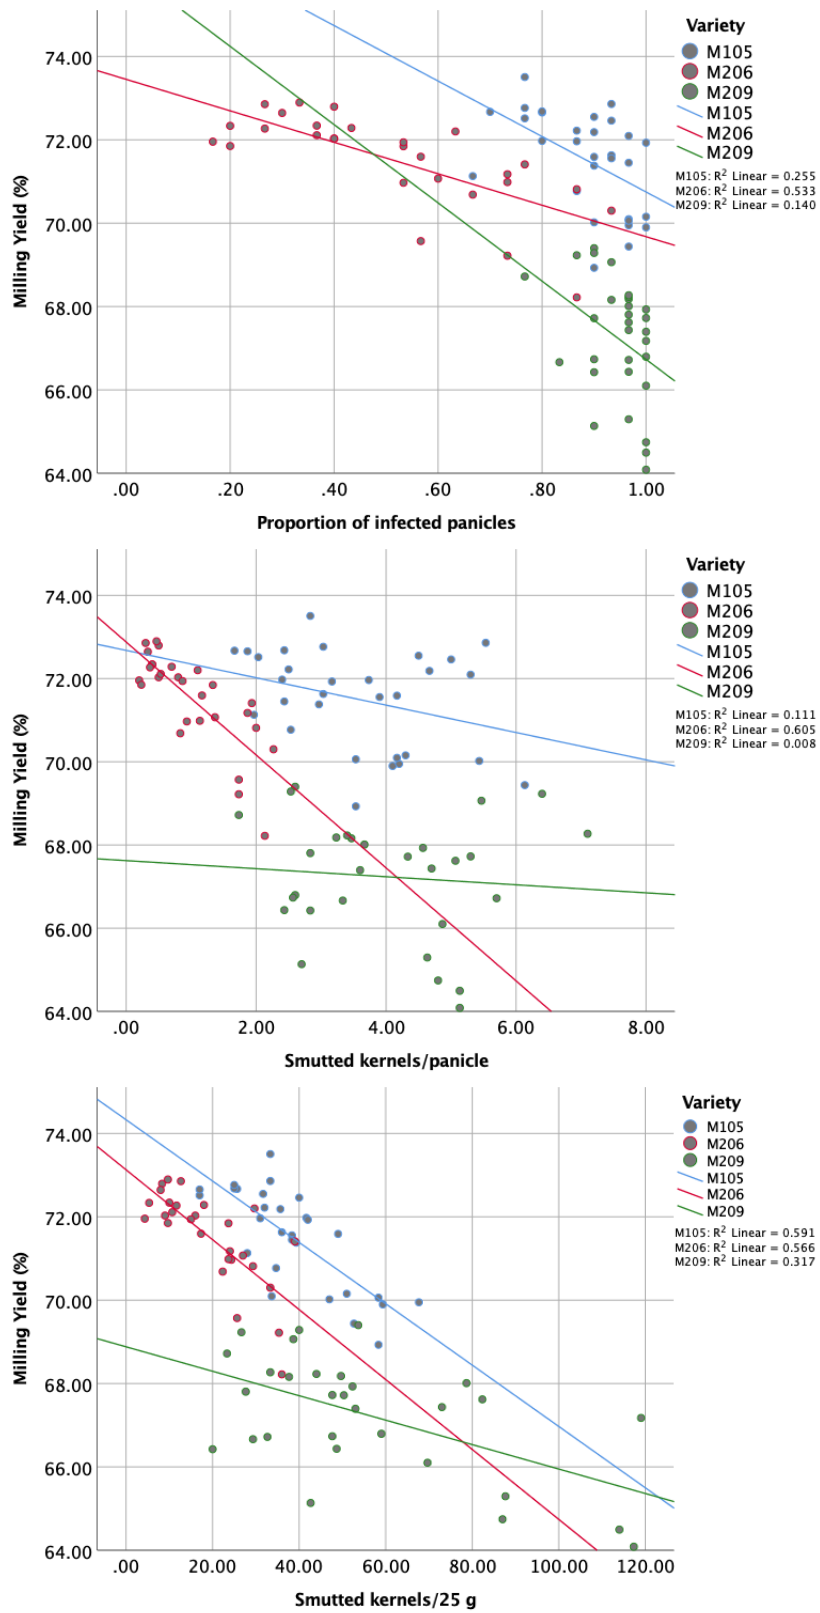 Variety
M105
M206
M209
M105
M206
M209
M105: R² Linear = 0.255
M206: R² Linear = 0.533
M209: R² Linear = 0.140
74.00
72.00
70.00
68.00
66.00
64.00
Milling Yield (%)
.00 .20 .40 .60 .80 1.00
Proportion of infected panicles
Variety
M105
M206
M209
M105
M206
M209
M105: R² Linear = 0.111
M206: R² Linear = 0.605
M209: R² Linear = 0.008
74.00
72.00
70.00
68.00
66.00
64.00
Milling Yield (%)
.00 2.00 4.00 6.00 8.00
Smutted kernels/panicle
Variety
M105
M206
M209
M105
M206
M209
M105: R² Linear = 0.591
M206: R² Linear = 0.566
M209: R² Linear = 0.317
74.00
72.00
70.00
68.00
66.00
64.00
Milling Yield (%)
.00 20.00 40.00 60.00 80.00 100.00 120.00
Smutted kernels/25 g